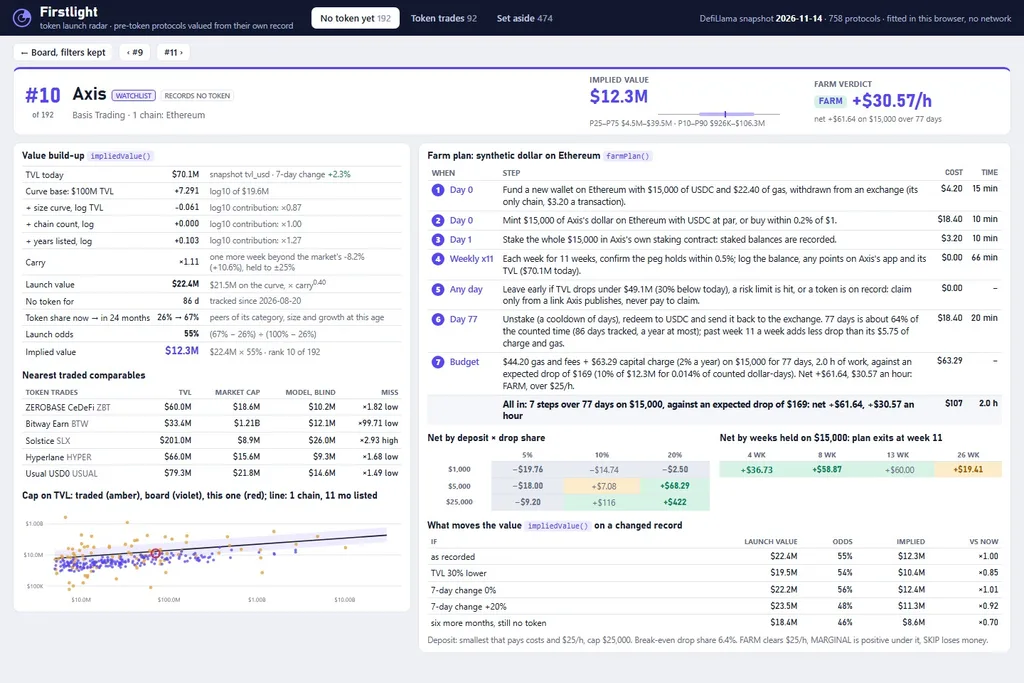 Firstlight
token launch radar · pre-token protocols valued from their own record
No token yet 192
Token trades 92
Set aside 474
DefiLlama snapshot 2026-11-14 · 758 protocols · fitted in this browser, no network
← Board, filters kept
‹ #9
#11 ›
#10
of 192
Axis WATCHLIST RECORDS NO TOKEN
Basis Trading · 1 chain: Ethereum
IMPLIED VALUE
$12.3M
P25–P75 $4.5M–$39.5M · P10–P90 $926K–$106.3M
FARM VERDICT
FARM +$30.57/h
net +$61.64 on $15,000 over 77 days
Value build-up impliedValue()
TVL today $70.1M snapshot tvl_usd · 7-day change +2.3%
Curve base: $100M TVL +7.291 log10 of $19.6M
+ size curve, log TVL -0.061 log10 contribution: ×0.87
+ chain count, log +0.000 log10 contribution: ×1.00
+ years listed, log +0.103 log10 contribution: ×1.27
Carry ×1.11 one more week beyond the market's -8.2% (+10.6%), held to ±25%
Launch value $22.4M $21.5M on the curve, × carry^0.40
No token for 86 d tracked since 2026-08-20
Token share now → in 24 months 26% → 67% peers of its category, size and growth at this age
Launch odds 55% (67% − 26%) ÷ (100% − 26%)
Implied value $12.3M $22.4M × 55% · rank 10 of 192
Nearest traded comparables
TOKEN TRADES TVL MARKET CAP MODEL, BLIND MISS
ZEROBASE CeDeFi ZBT $60.0M $18.6M $10.2M ×1.82 low
Bitway Earn BTW $33.4M $1.21B $12.1M ×99.71 low
Solstice SLX $201.0M $8.9M $26.0M ×2.93 high
Hyperlane HYPER $66.0M $15.6M $9.3M ×1.68 low
Usual USD0 USUAL $79.3M $21.8M $14.6M ×1.49 low
Cap on TVL: traded (amber), board (violet), this one (red); line: 1 chain, 11 mo listed
$1.00B
$10.0M
$100K
$10.0M $100.0M $1.00B $10.00B
Farm plan: synthetic dollar on Ethereum farmPlan()
WHEN STEP COST TIME
1 Day 0 Fund a new wallet on Ethereum with $15,000 of USDC and $22.40 of gas, withdrawn from an exchange (its only chain, $3.20 a transaction). $4.20 15 min
2 Day 0 Mint $15,000 of Axis's dollar on Ethereum with USDC at par, or buy within 0.2% of $1. $18.40 10 min
3 Day 1 Stake the whole $15,000 in Axis's own staking contract: staked balances are recorded. $3.20 10 min
4 Weekly x11 Each week for 11 weeks, confirm the peg holds within 0.5%; log the balance, any points on Axis's app and its TVL ($70.1M today). $0.00 66 min
5 Any day Leave early if TVL drops under $49.1M (30% below today), a risk limit is hit, or a token is on record: claim only from a link Axis publishes, never pay to claim. $0.00 –
6 Day 77 Unstake (a cooldown of days), redeem to USDC and send it back to the exchange. 77 days is about 64% of the counted time (86 days tracked, a year at most); past week 11 a week adds less drop than its $5.75 of charge and gas. $18.40 20 min
7 Budget $44.20 gas and fees + $63.29 capital charge (2% a year) on $15,000 for 77 days, 2.0 h of work, against an expected drop of $169 (10% of $12.3M for 0.014% of counted dollar-days). Net +$61.64, $30.57 an hour: FARM, over $25/h. $63.29 –
All in: 7 steps over 77 days on $15,000, against an expected drop of $169: net +$61.64, +$30.57 an hour $107 2.0 h
Net by deposit × drop share
5% 10% 20%
$1,000 −$19.76 −$14.74 −$2.50
$5,000 −$18.00 +$7.08 +$68.29
$25,000 −$9.20 +$116 +$422
Net by weeks held on $15,000: plan exits at week 11
4 WK 8 WK 13 WK 26 WK
+$36.73 +$58.87 +$60.00 +$19.41
What moves the value impliedValue() on a changed record
IF LAUNCH VALUE ODDS IMPLIED VS NOW
as recorded $22.4M 55% $12.3M ×1.00
TVL 30% lower $19.5M 54% $10.4M ×0.85
7-day change 0% $22.2M 56% $12.4M ×1.01
7-day change +20% $23.5M 48% $11.3M ×0.92
six more months, still no token $18.4M 46% $8.6M ×0.70
Deposit: smallest that pays costs and $25/h, cap $25,000. Break-even drop share 6.4%. FARM clears $25/h, MARGINAL is positive under it, SKIP loses money.